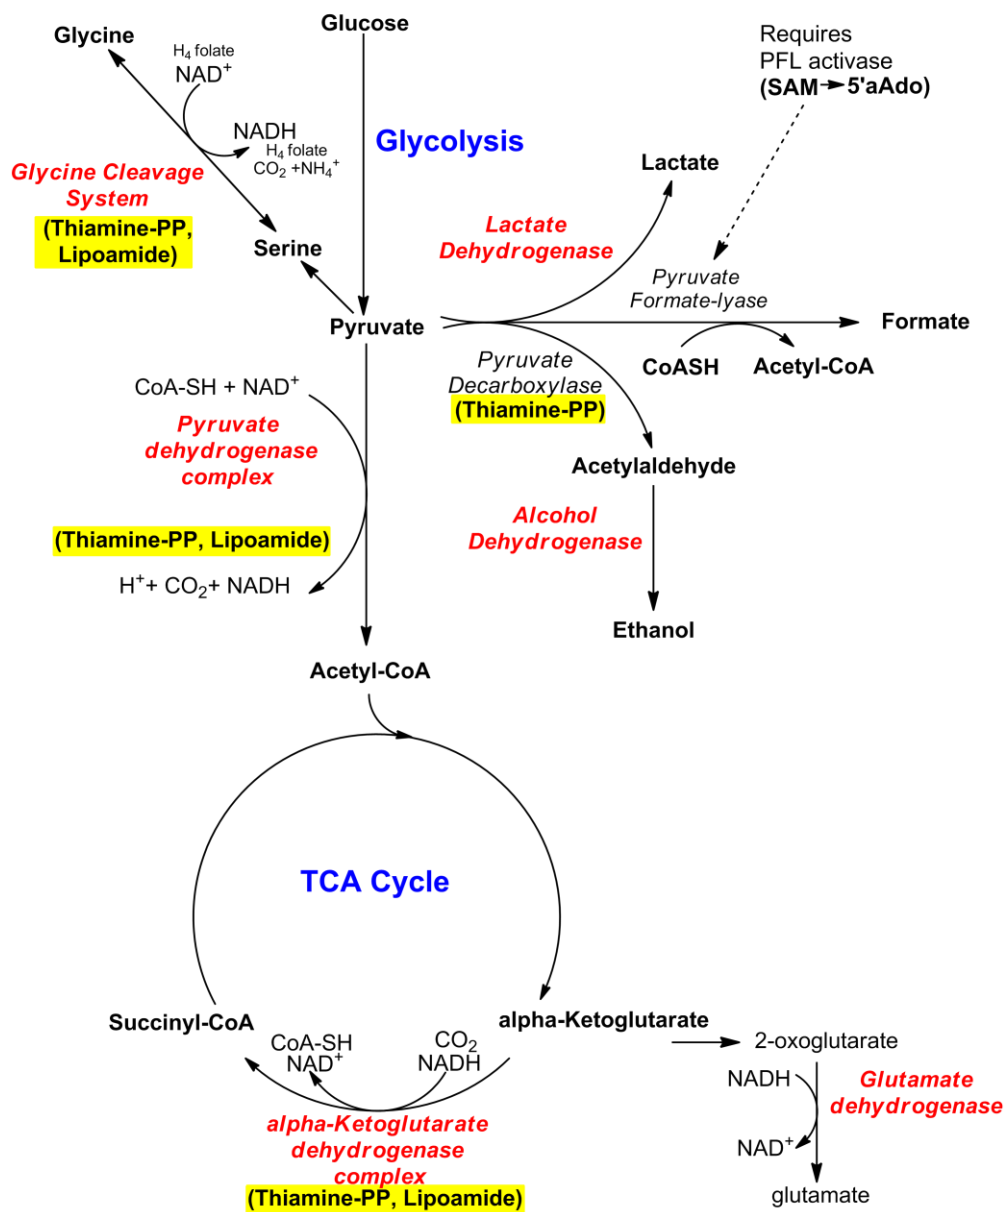 Glycine
H4 folate
NAD+
NADH
H4 folate
CO2 +NH4+
Glycine Cleavage
System
(Thiamine-PP,
Lipoamide)
Serine
Glucose
Glycolysis
Requires
PFL activase
(SAM→5'aAdo)
Lactate
Lactate
Dehydrogenase
Pyruvate
Formate-lyase
Pyruvate
Formate
CoASH
Acetyl-CoA
Pyruvate
Decarboxylase
(Thiamine-PP)
Acetylaldehyde
Alcohol
Dehydrogenase
Ethanol
CoA-SH + NAD+
Pyruvate
dehydrogenase
complex
(Thiamine-PP, Lipoamide)
H+ + CO2+ NADH
Acetyl-CoA
TCA Cycle
Succinyl-CoA
alpha-Ketoglutarate
CoA-SH
NAD+
CO2
NADH
alpha-Ketoglutarate
dehydrogenase
complex
(Thiamine-PP, Lipoamide)
2-oxoglutarate
NADH
NAD+
Glutamate
dehydrogenase
glutamate